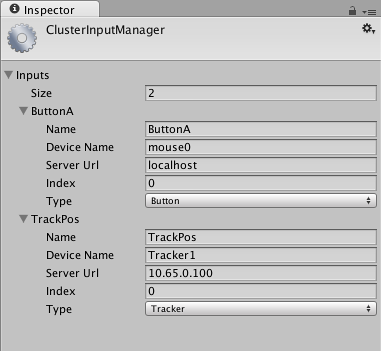 Inspector
ClusterInputManager
Inputs
Size 2
ButtonA
Name ButtonA
Device Name mouse0
Server Url localhost
Index 0
Type Button
TrackPos
Name TrackPos
Device Name Tracker1
Server Url 10.65.0.100
Index 0
Type Tracker